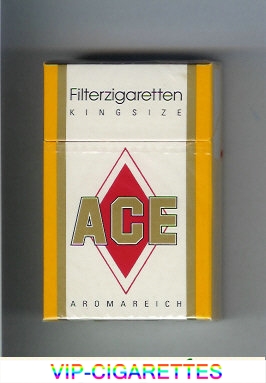 Filterzigaretten
KINGSIZE
ACE
AROMAREICH
VIP-CIGARETTES